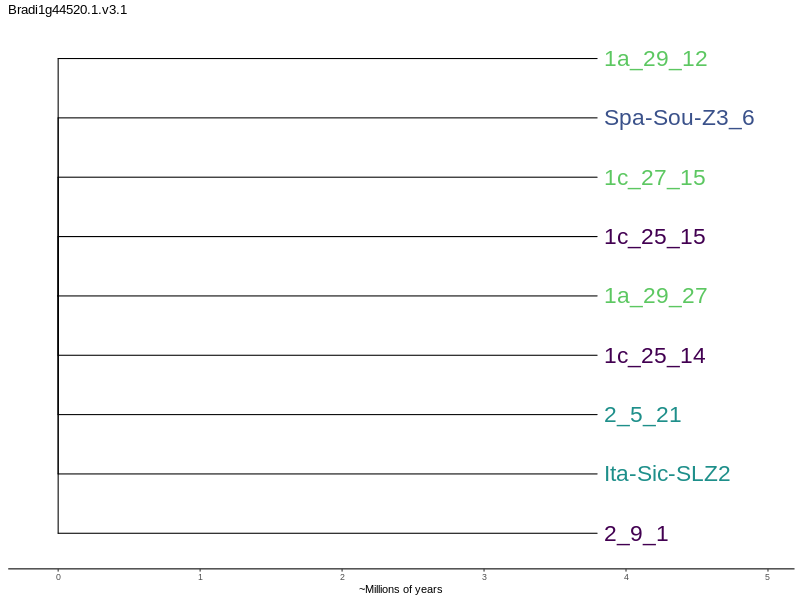 Bradi1g44520.1.v3.1
1a_29_12
Spa-Sou-Z3_6
1c_27_15
1c_25_15
1a_29_27
1c_25_14
2_5_21
Ita-Sic-SLZ2
2_9_1
0 1 2 3 4 5
~Millions of years